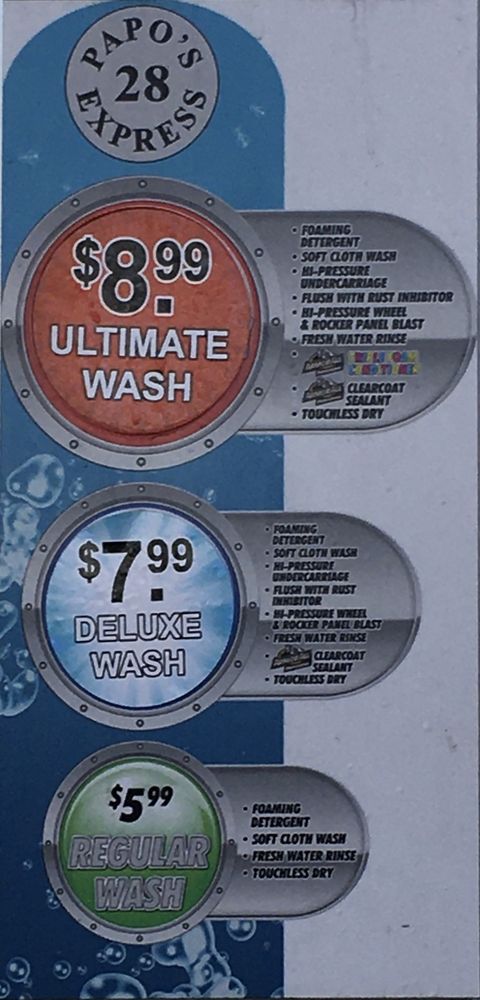 PAPO'S
28
EXPRESS
$8.99
ULTIMATE
WASH
• FOAMING
DETERGENT
• SOFT CLOTH WASH
• HI-PRESSURE
UNDERCARRIAGE
• FLUSH WITH RUST INHIBITOR
• HI-PRESSURE WHEEL
& ROCKER PANEL BLAST
• FRESH WATER RINSE
• CLEARCOAT
SEALANT
• TOUCHLESS DRY
$7.99
DELUXE
WASH
• FOAMING
DETERGENT
• SOFT CLOTH WASH
• HI-PRESSURE
UNDERCARRIAGE
• FLUSH WITH RUST
INHIBITOR
• HI-PRESSURE WHEEL
& ROCKER PANEL BLAST
• FRESH WATER RINSE
• CLEARCOAT
SEALANT
• TOUCHLESS DRY
$5.99
REGULAR
WASH
• FOAMING
DETERGENT
• SOFT CLOTH WASH
• FRESH WATER RINSE
• TOUCHLESS DRY